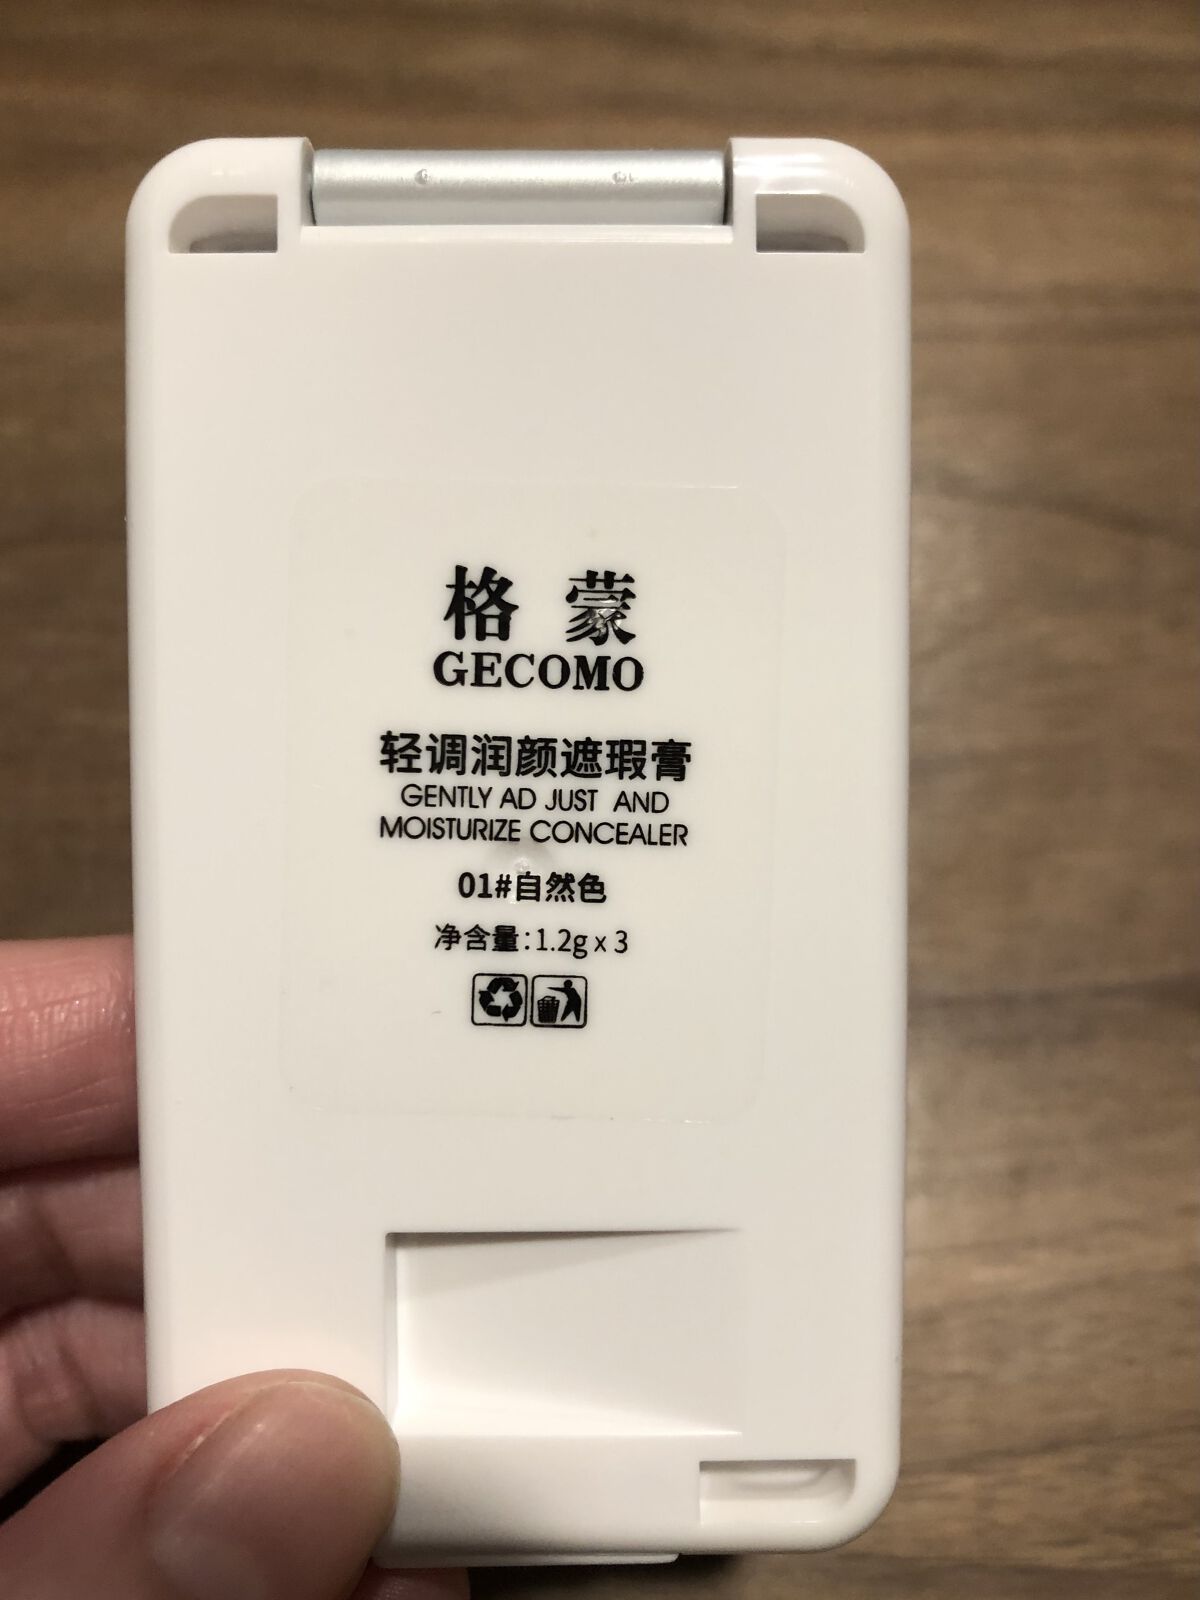 格 蒙
GECOMO
轻调润颜遮瑕膏
GENTLY AD JUST AND
MOISTURIZE CONCEALER
01#自然色
净含量:1.2g x 3